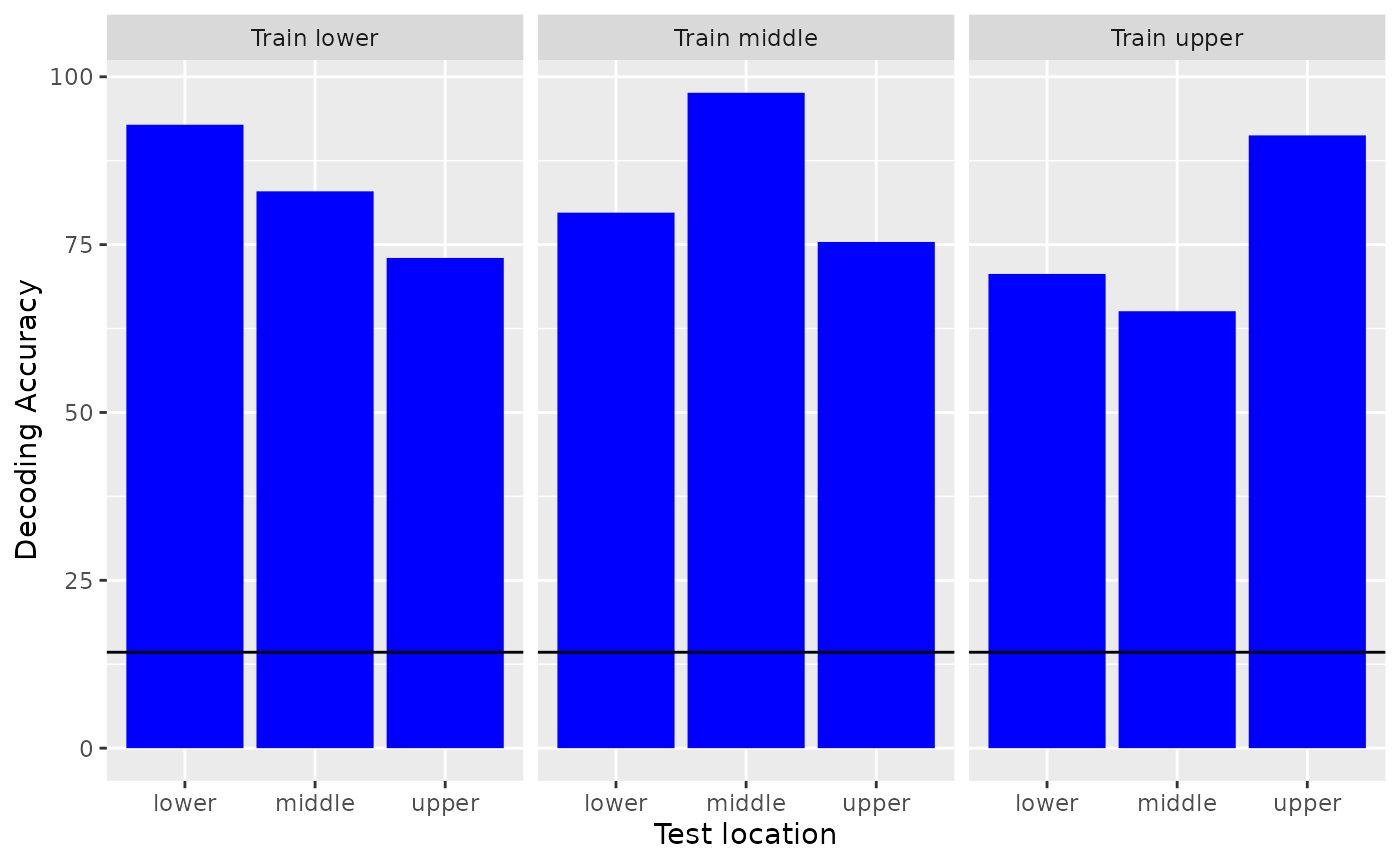 Train lower Train middle Train upper
100
75
50
25
0
Decoding Accuracy
lower middle upper lower middle upper lower middle upper
Test location